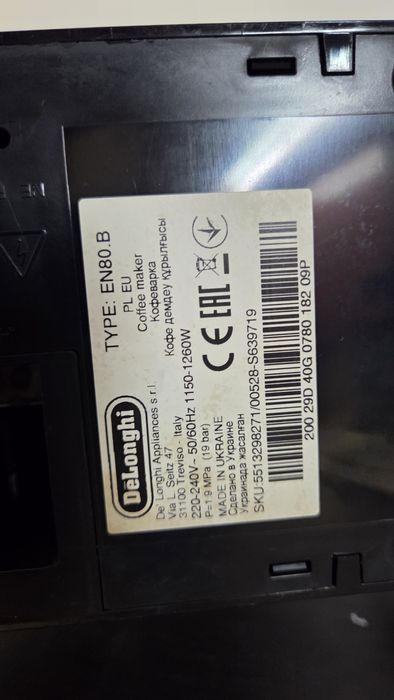 DeLonghi
TYPE: EN80.B
PL EU
Coffee maker
Кофеварка
Кофе демдеу құрылғысы
De' Longhi Appliances s.r.l.
Via L. Seitz 47
31100 Treviso - Italy
220-240V~ 50/60Hz 1150-1260W
P=1.9 MPa (19 bar)
CE EAC
MADE IN UKRAINE
Сделано в Украине
Украинада жасалған
SKU:5513298271/00528-S639719
200 29D 40G 0780 182 09P